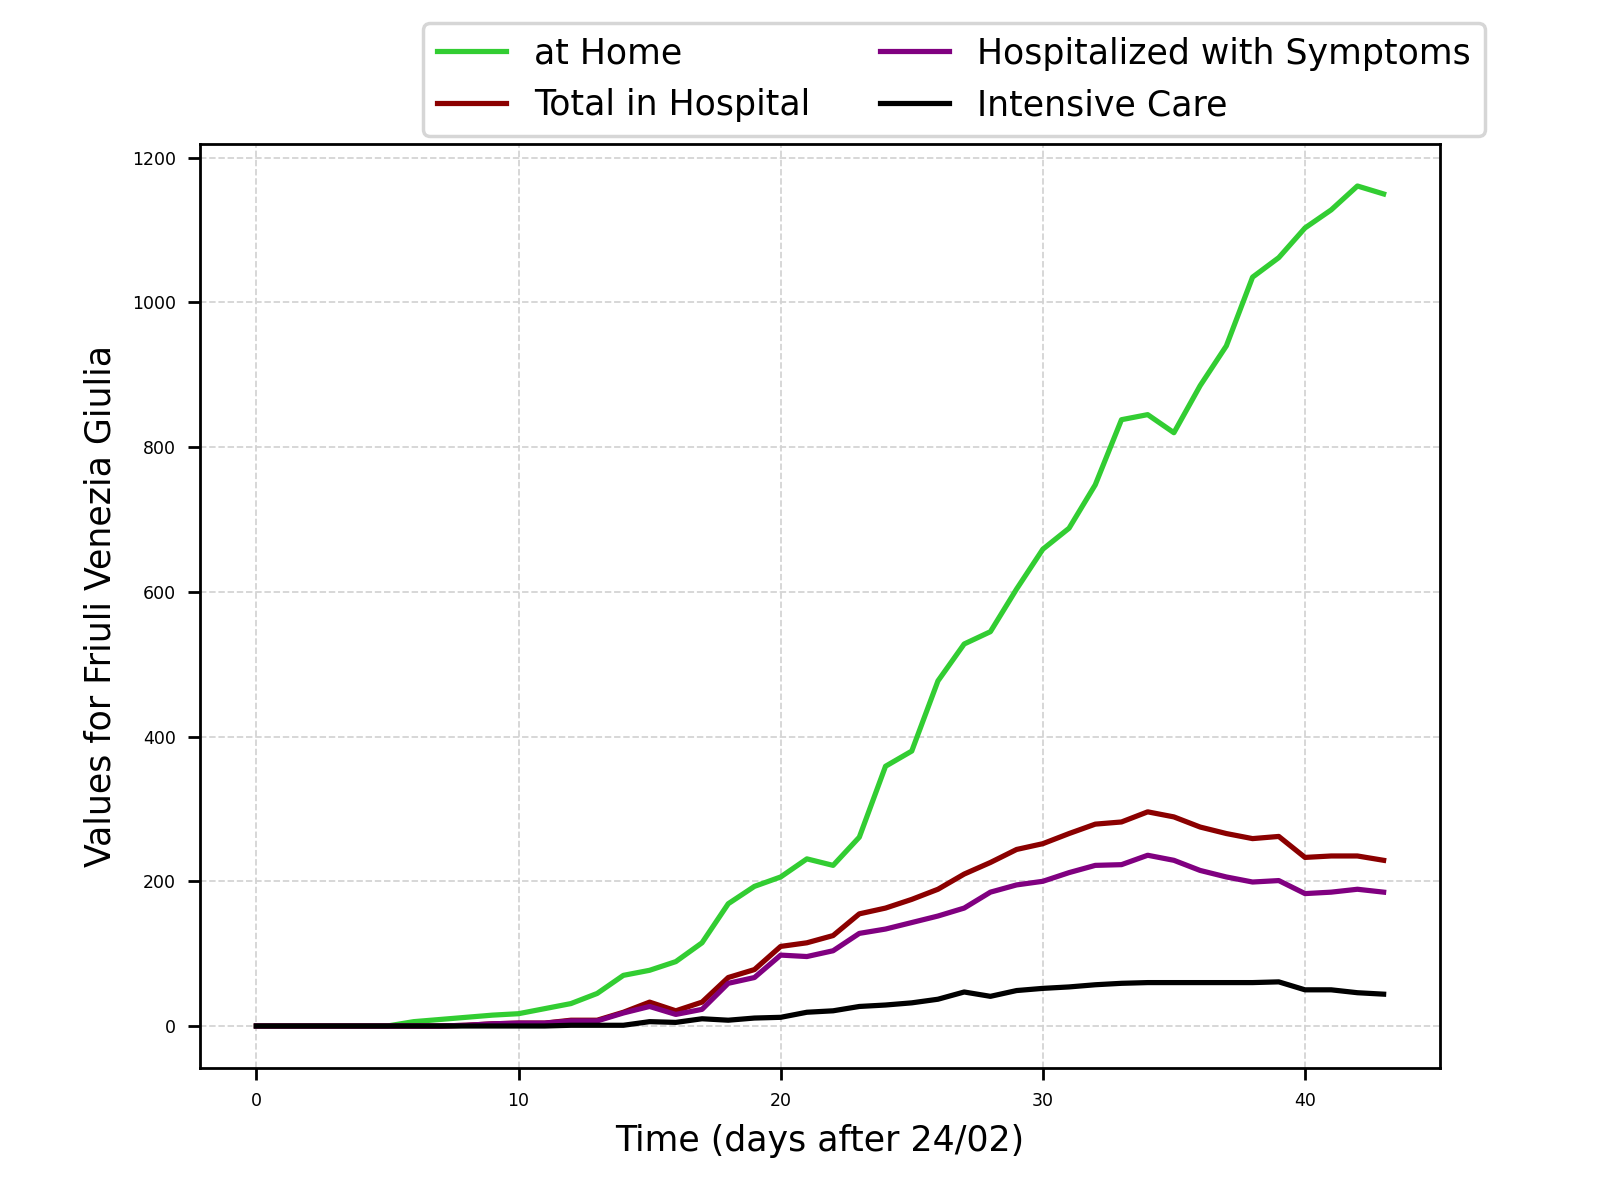 at Home
Total in Hospital
Hospitalized with Symptoms
Intensive Care
Values for Friuli Venezia Giulia
1200
1000
800
600
400
200
0
0 10 20 30 40
Time (days after 24/02)